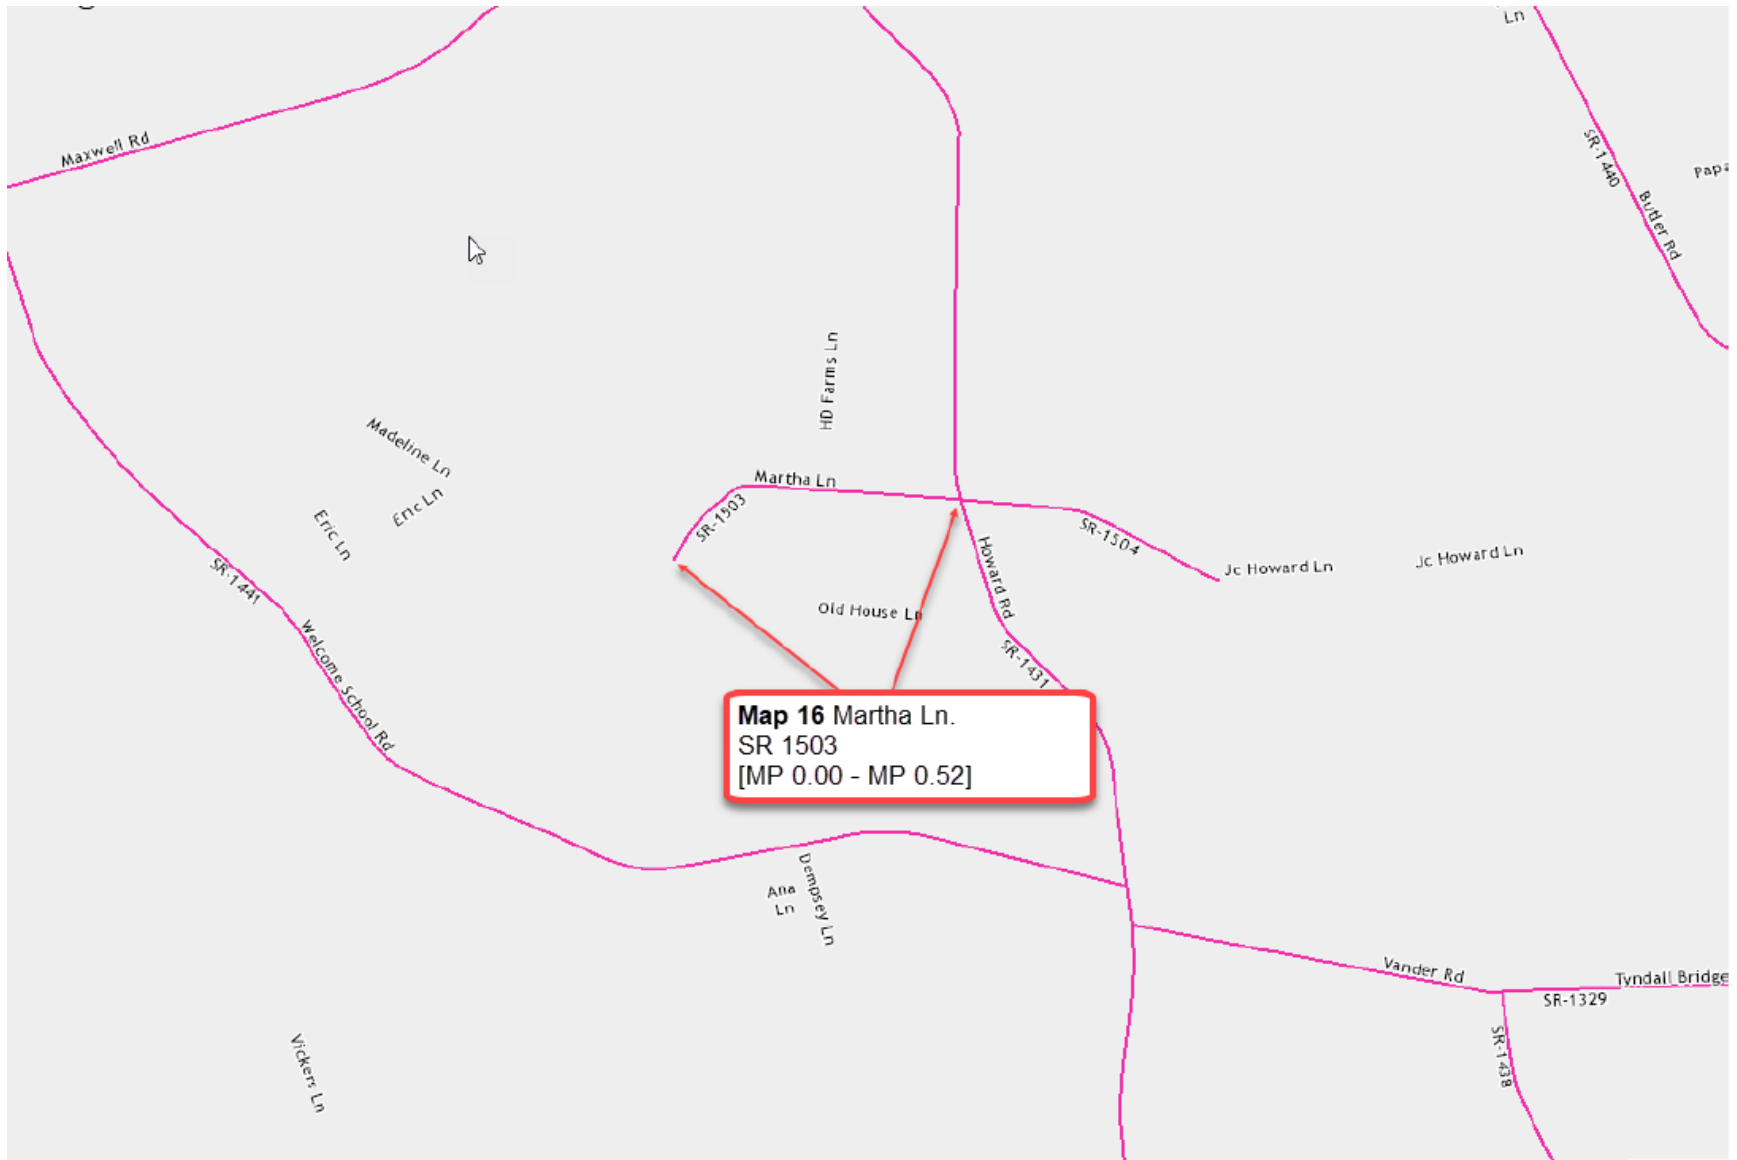 Ln
Maxwell Rd
SR-1440
Butler Rd
HD Farms Ln
Madeline Ln
Eric Ln
Eric Ln
Martha Ln
SR-1503
SR-1504
Jc Howard Ln
Jc Howard Ln
Howard Rd
Old House Ln
SR-1441
Welcome School Rd
SR-1431
Map 16 Martha Ln.
SR 1503
[MP 0.00 - MP 0.52]
Dempsey Ln
Ana
Ln
Vander Rd
Tyndall Bridge
SR-1329
SR-1438
Vickers Ln